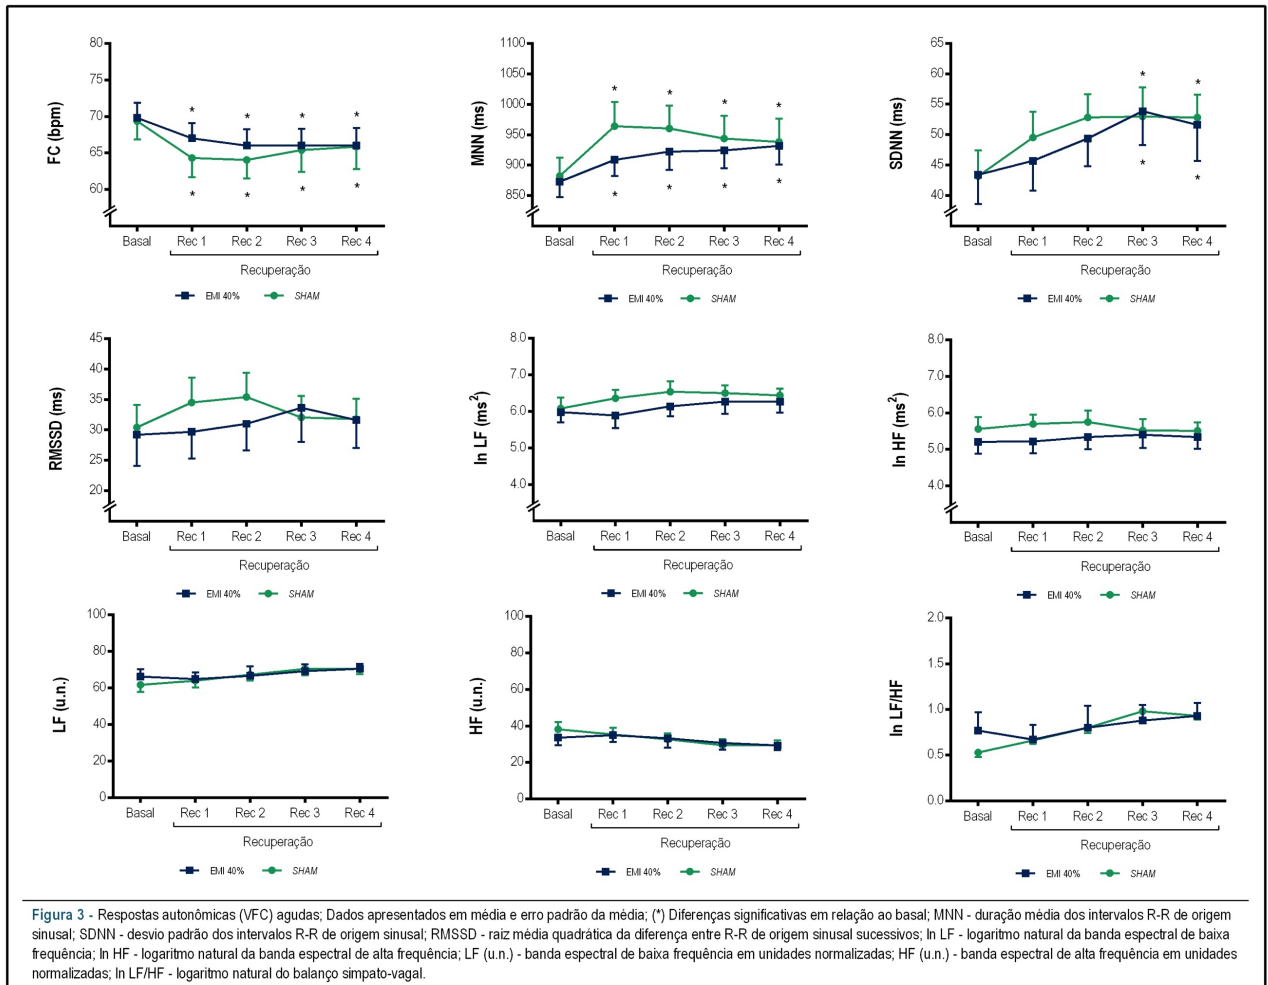 80
75
70
65
60
FC (bpm)
* * * *
* * * *
Basal Rec 1 Rec 2 Rec 3 Rec 4
Recuperação
EMI 40% SHAM
1100
1050
1000
950
900
850
MNN (ms)
* * * *
* * * *
Basal Rec 1 Rec 2 Rec 3 Rec 4
Recuperação
EMI 40% SHAM
65
60
55
50
45
40
SDNN (ms)
* *
* *
Basal Rec 1 Rec 2 Rec 3 Rec 4
Recuperação
EMI 40% SHAM
45
40
35
30
25
20
RMSSD (ms)
Basal Rec 1 Rec 2 Rec 3 Rec 4
Recuperação
EMI 40% SHAM
8.0
7.0
6.0
5.0
4.0
ln LF (ms²)
Basal Rec 1 Rec 2 Rec 3 Rec 4
Recuperação
EMI 40% SHAM
8.0
7.0
6.0
5.0
4.0
ln HF (ms²)
Basal Rec 1 Rec 2 Rec 3 Rec 4
Recuperação
EMI 40% SHAM
100
80
60
40
20
0
LF (u.n.)
Basal Rec 1 Rec 2 Rec 3 Rec 4
Recuperação
EMI 40% SHAM
100
80
60
40
20
0
HF (u.n.)
Basal Rec 1 Rec 2 Rec 3 Rec 4
Recuperação
EMI 40% SHAM
2.0
1.5
1.0
0.5
0.0
ln LF/HF
Basal Rec 1 Rec 2 Rec 3 Rec 4
Recuperação
EMI 40% SHAM
Figura 3 - Respostas autonômicas (VFC) agudas; Dados apresentados em média e erro padrão da média; (*) Diferenças significativas em relação ao basal; MNN - duração média dos intervalos R-R de origem
sinusal; SDNN - desvio padrão dos intervalos R-R de origem sinusal; RMSSD - raiz média quadrática da diferença entre R-R de origem sinusal sucessivos; ln LF - logaritmo natural da banda espectral de baixa
frequência; ln HF - logaritmo natural da banda espectral de alta frequência; LF (u.n.) - banda espectral de baixa frequência em unidades normalizadas; HF (u.n.) - banda espectral de alta frequência em unidades
normalizadas; ln LF/HF - logaritmo natural do balanço simpato-vagal.